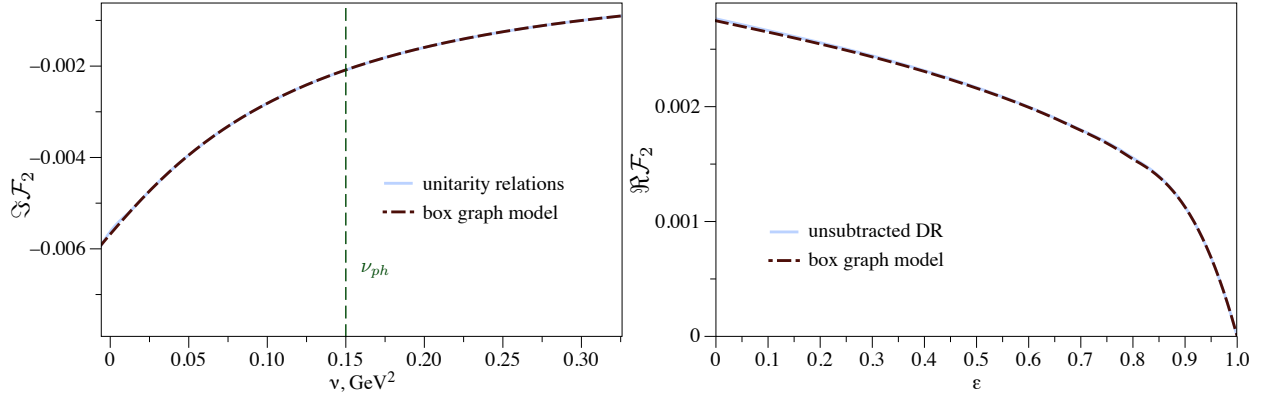 ℑℱ₂
−0.002
−0.004
−0.006
unitarity relations
box graph model
ν_ph
0 0.05 0.10 0.15 0.20 0.25 0.30
ν, GeV²
ℜℱ₂
0.002
0.001
0
unsubtracted DR
box graph model
0 0.1 0.2 0.3 0.4 0.5 0.6 0.7 0.8 0.9 1.0
ε